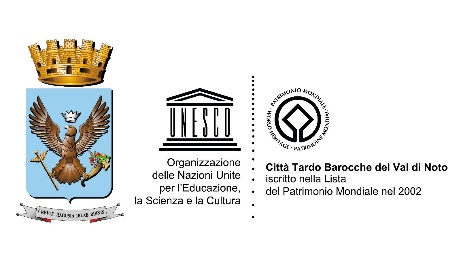 UNESCO
Organizzazione
delle Nazioni Unite
per l'Educazione,
la Scienza e la Cultura
PATRIMONIO MONDIALE
WORLD HERITAGE
PATRIMOINE MONDIAL
Città Tardo Barocche del Val di Noto
iscritto nella Lista
del Patrimonio Mondiale nel 2002